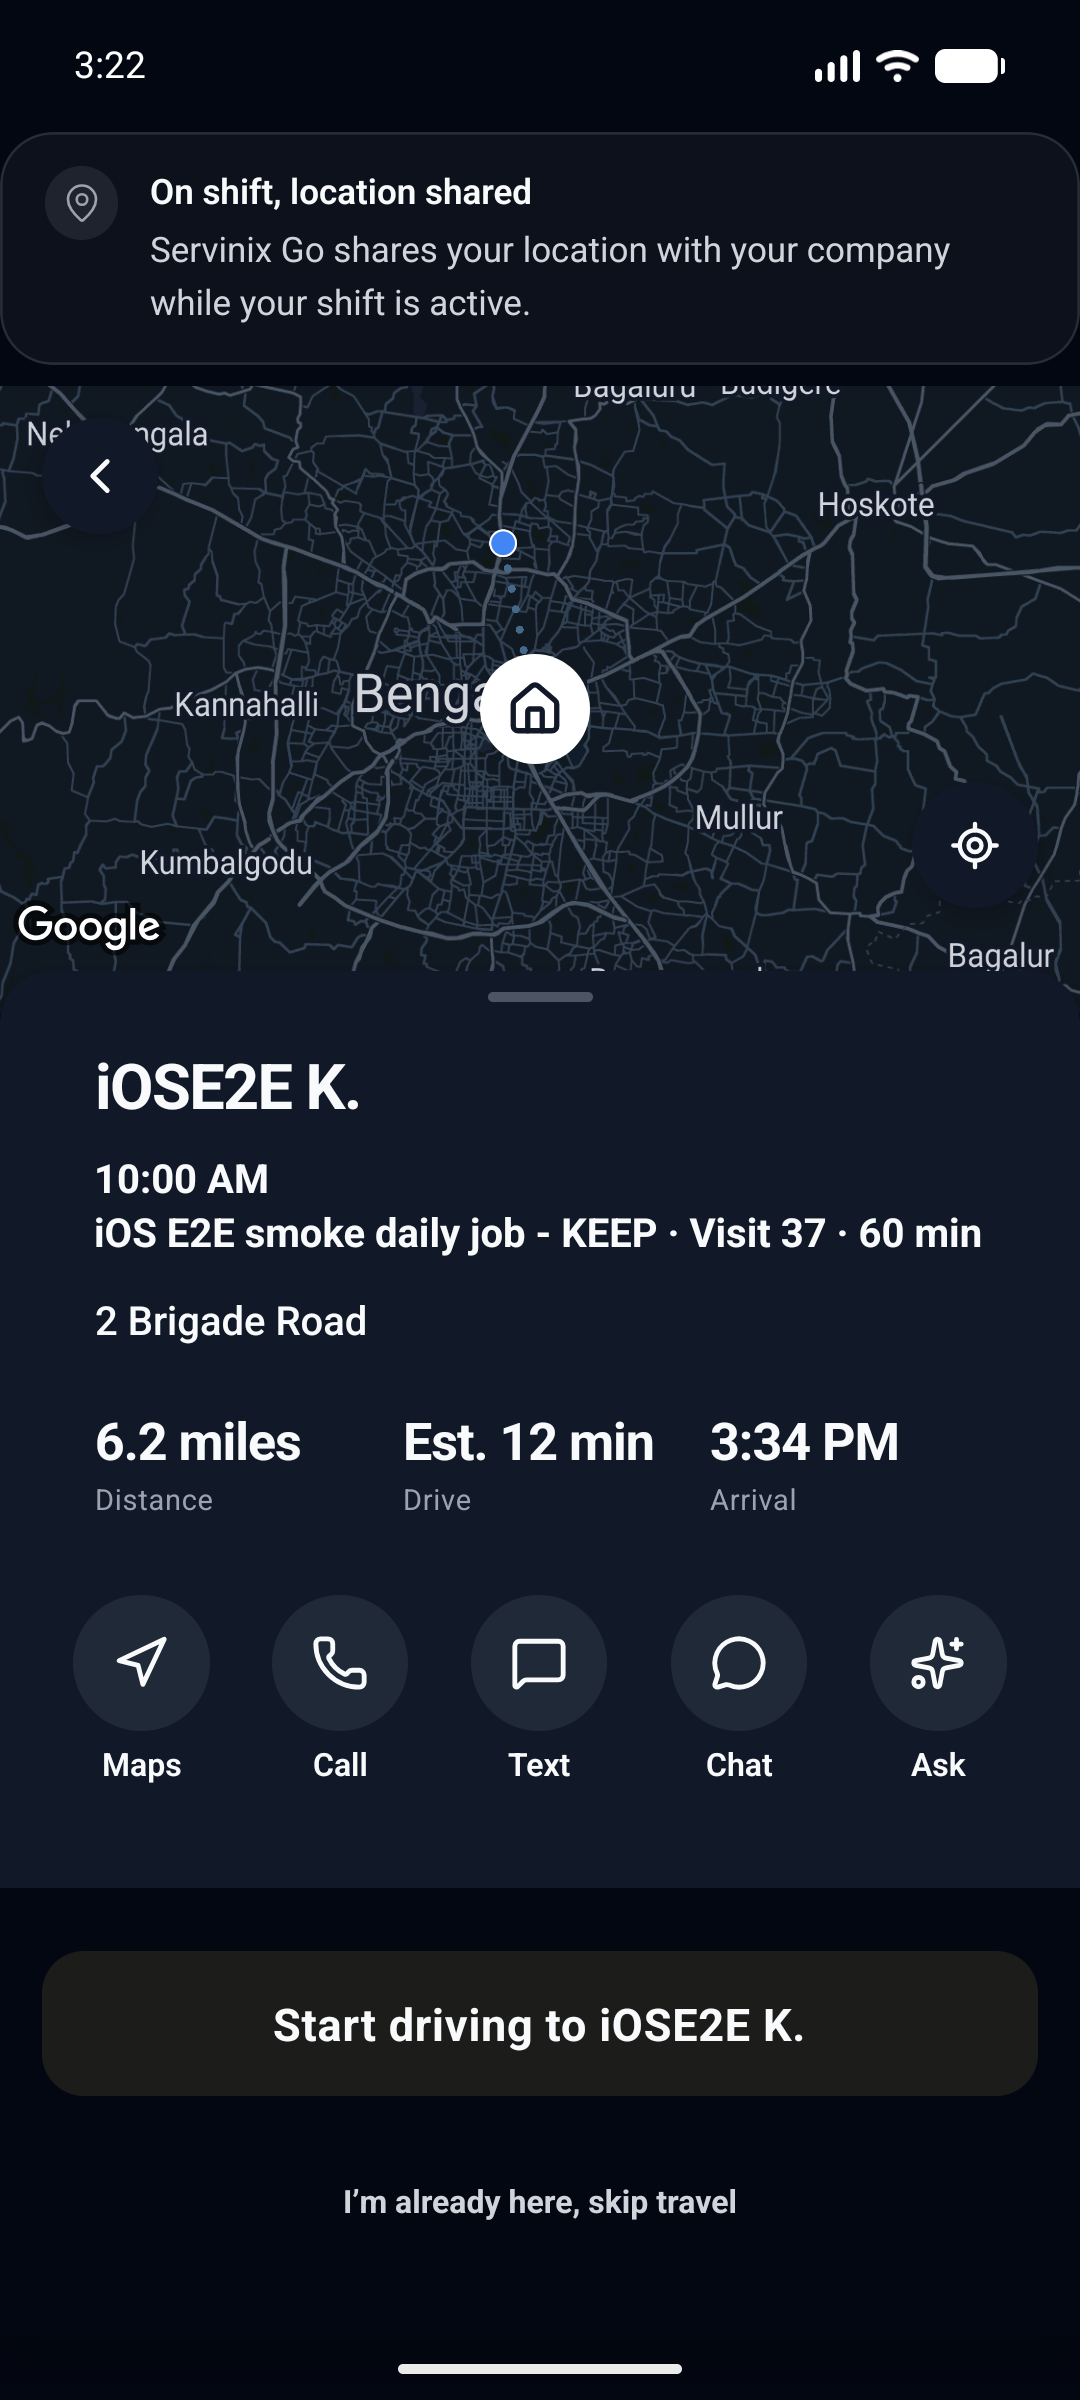 3:22
On shift, location shared
Servinix Go shares your location with your company
while your shift is active.
Bagaluru
Hoskote
Kannahalli
Mullur
Kumbalgodu
Google
Bagalur
iOSE2E K.
10:00 AM
iOS E2E smoke daily job - KEEP · Visit 37 · 60 min
2 Brigade Road
6.2 miles Est. 12 min 3:34 PM
Distance Drive Arrival
Maps Call Text Chat Ask
Start driving to iOSE2E K.
I’m already here, skip travel